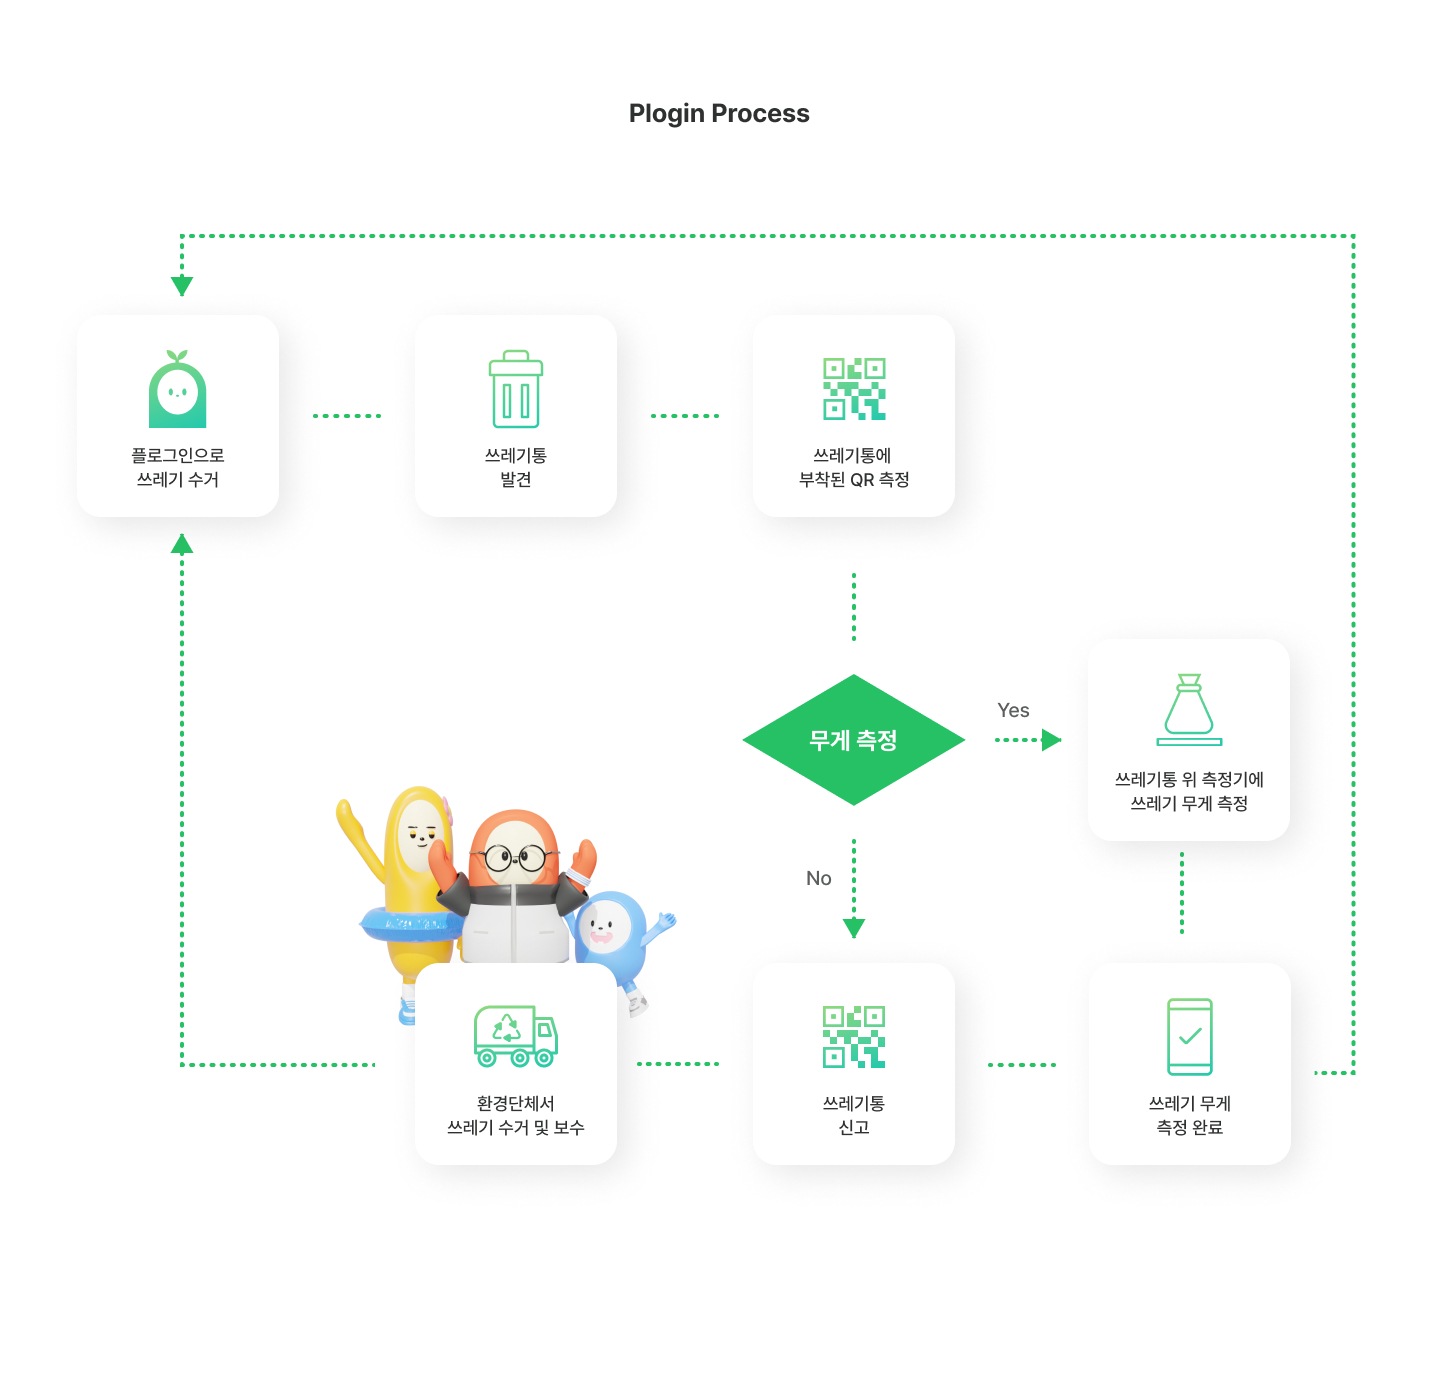 Plogin Process
플로그인으로
쓰레기 수거
쓰레기통
발견
쓰레기통에
부착된 QR 측정
무게 측정
Yes
쓰레기통 위 측정기에
쓰레기 무게 측정
No
환경단체서
쓰레기 수거 및 보수
쓰레기통
신고
쓰레기 무게
측정 완료